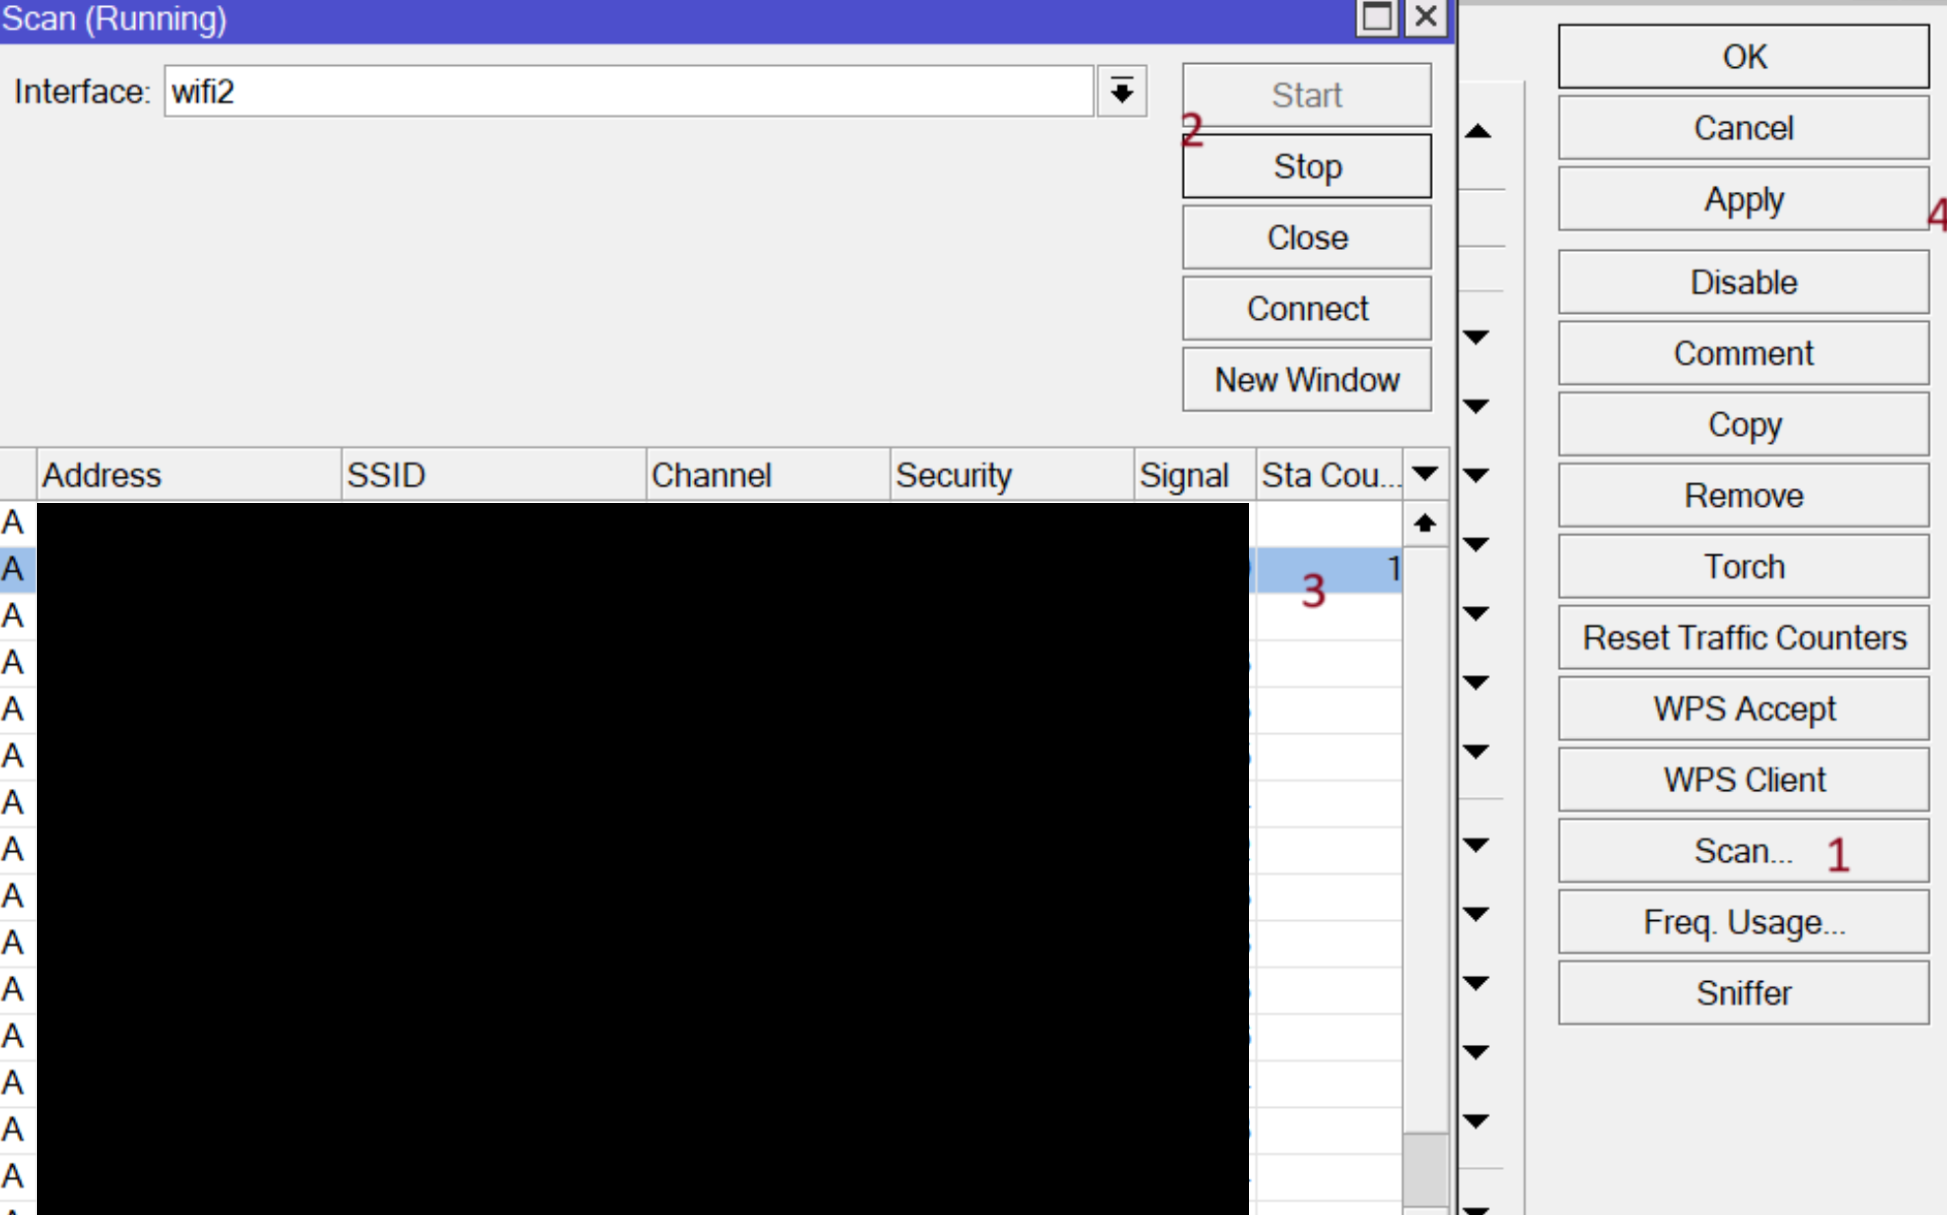 Scan (Running)
Interface: wifi2
Start
2
Stop
Close
Connect
New Window
Address SSID Channel Security Signal Sta Cou...
A
A 1
3
A
A
A
A
A
A
A
A
A
A
A
A
A
OK
Cancel
Apply
4
Disable
Comment
Copy
Remove
Torch
Reset Traffic Counters
WPS Accept
WPS Client
Scan... 1
Freq. Usage...
Sniffer